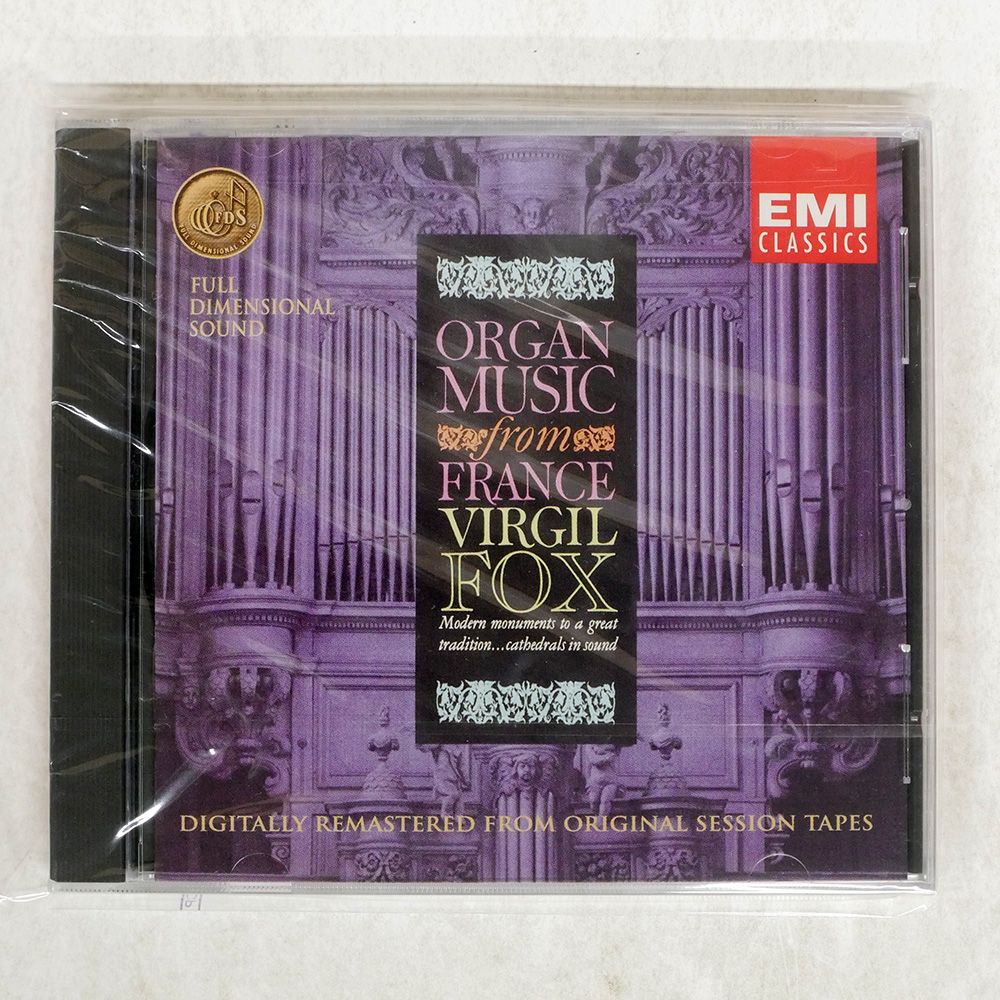 FDS
FULL DIMENSIONAL SOUND
FULL
DIMENSIONAL
SOUND
EMI
CLASSICS
ORGAN
MUSIC
from
FRANCE
VIRGIL
FOX
Modern monuments to a great
tradition...cathedrals in sound
DIGITALLY REMASTERED FROM ORIGINAL SESSION TAPES